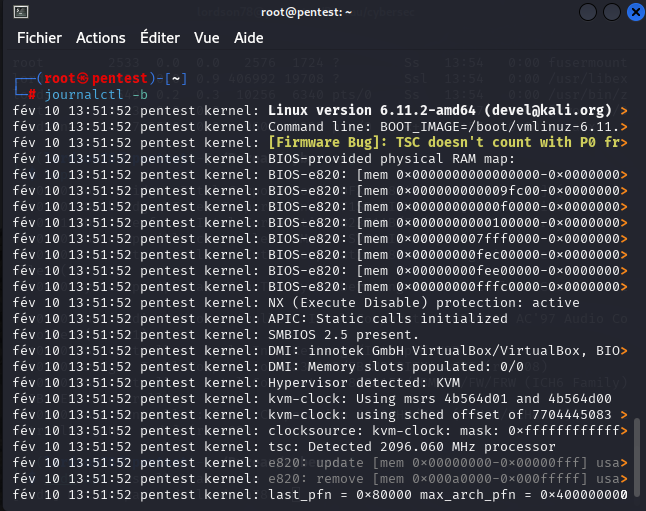 root@pentest: ~
Fichier Actions Éditer Vue Aide
┌──(root㉿pentest)-[~]
└─# journalctl -b
fév 10 13:51:52 pentest kernel: Linux version 6.11.2-amd64 (devel@kali.org) >
fév 10 13:51:52 pentest kernel: Command line: BOOT_IMAGE=/boot/vmlinuz-6.11.>
fév 10 13:51:52 pentest kernel: [Firmware Bug]: TSC doesn't count with P0 fr>
fév 10 13:51:52 pentest kernel: BIOS-provided physical RAM map:
fév 10 13:51:52 pentest kernel: BIOS-e820: [mem 0x0000000000000000-0x0000000>
fév 10 13:51:52 pentest kernel: BIOS-e820: [mem 0x000000000009fc00-0x0000000>
fév 10 13:51:52 pentest kernel: BIOS-e820: [mem 0x00000000000f0000-0x0000000>
fév 10 13:51:52 pentest kernel: BIOS-e820: [mem 0x0000000000100000-0x0000000>
fév 10 13:51:52 pentest kernel: BIOS-e820: [mem 0x000000007fff0000-0x0000000>
fév 10 13:51:52 pentest kernel: BIOS-e820: [mem 0x00000000fec00000-0x0000000>
fév 10 13:51:52 pentest kernel: BIOS-e820: [mem 0x00000000fee00000-0x0000000>
fév 10 13:51:52 pentest kernel: BIOS-e820: [mem 0x00000000fffc0000-0x0000000>
fév 10 13:51:52 pentest kernel: NX (Execute Disable) protection: active
fév 10 13:51:52 pentest kernel: APIC: Static calls initialized
fév 10 13:51:52 pentest kernel: SMBIOS 2.5 present.
fév 10 13:51:52 pentest kernel: DMI: innotek GmbH VirtualBox/VirtualBox, BIO>
fév 10 13:51:52 pentest kernel: DMI: Memory slots populated: 0/0
fév 10 13:51:52 pentest kernel: Hypervisor detected: KVM
fév 10 13:51:52 pentest kernel: kvm-clock: Using msrs 4b564d01 and 4b564d00
fév 10 13:51:52 pentest kernel: kvm-clock: using sched offset of 7704445083 >
fév 10 13:51:52 pentest kernel: clocksource: kvm-clock: mask: 0xffffffffffff>
fév 10 13:51:52 pentest kernel: tsc: Detected 2096.060 MHz processor
fév 10 13:51:52 pentest kernel: e820: update [mem 0x00000000-0x00000fff] usa>
fév 10 13:51:52 pentest kernel: e820: remove [mem 0x000a0000-0x000fffff] usa>
fév 10 13:51:52 pentest kernel: last_pfn = 0x80000 max_arch_pfn = 0x400000000